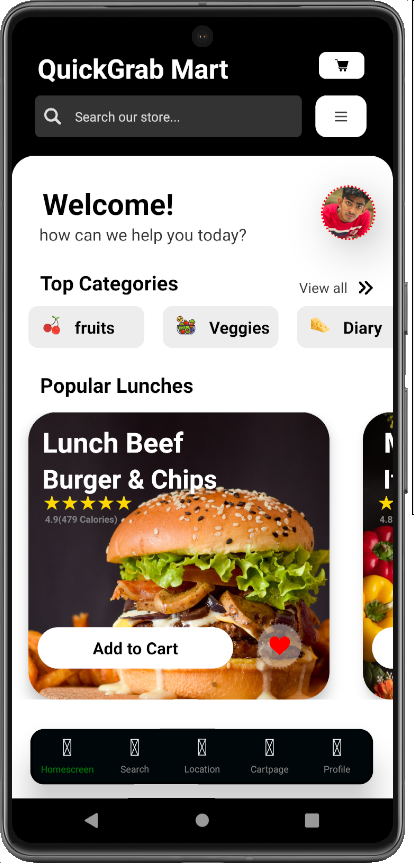 QuickGrab Mart
Search our store...
Welcome!
how can we help you today?
Top Categories
View all
fruits
Veggies
Diary
Popular Lunches
Lunch Beef
Burger & Chips
4.9(479 Calories)
4.8
Add to Cart
Homescreen
Search
Location
Cartpage
Profile